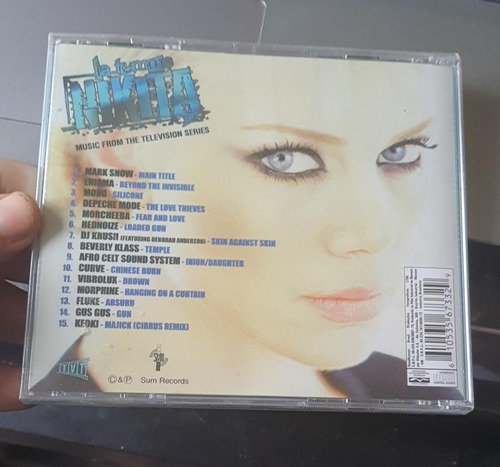 la femme
NIKITA
MUSIC FROM THE TELEVISION SERIES
1. MARK SNOW - MAIN TITLE
2. ENIGMA - BEYOND THE INVISIBLE
3. MONO - SILICONE
4. DEPECHE MODE - THE LOVE THIEVES
5. MORCHEEBA - FEAR AND LOVE
6. HEDNOIZE - LOADED GUN
7. DJ KRUSH (FEATURING DEBORAH ANDERSON) - SKIN AGAINST SKIN
8. BEVERLY KLASS - TEMPLE
9. AFRO CELT SOUND SYSTEM - INION/DAUGHTER
10. CURVE - CHINESE BURN
11. VIBROLUX - DROWN
12. MORPHINE - HANGING ON A CURTAIN
13. FLUKE - ABSURD
14. GUS GUS - GUN
15. KEOKI - MAJICK (CIRRUS REMIX)
TVT
©&℗
Sum Records